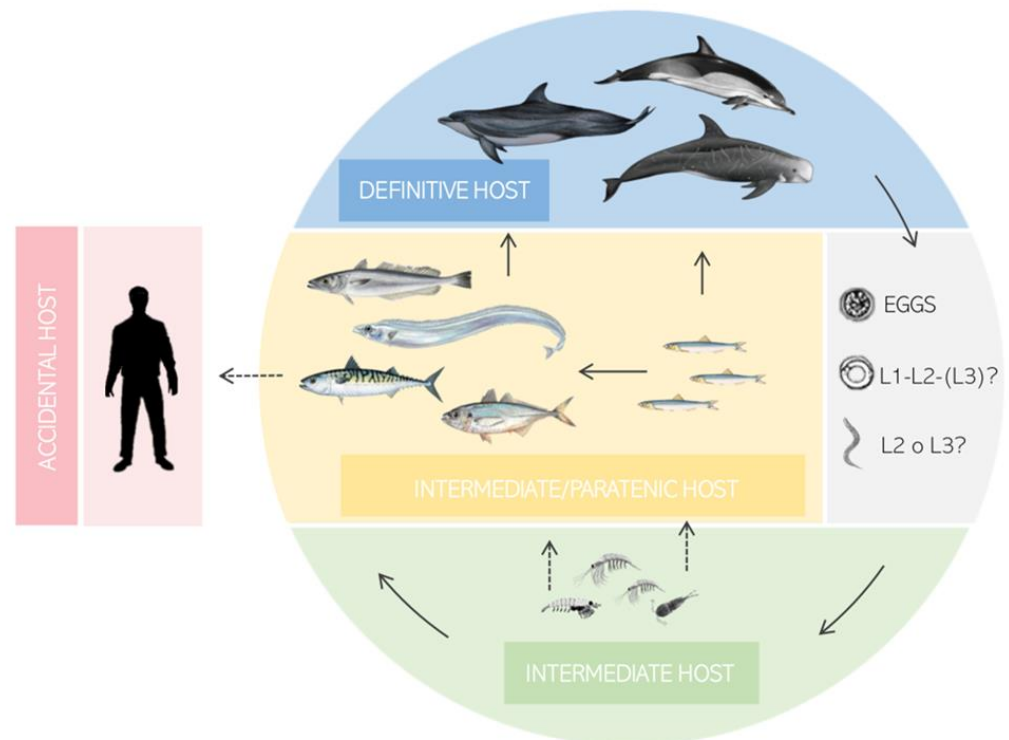 DEFINITIVE HOST
ACCIDENTAL HOST
EGGS
L1-L2-(L3)?
L2 o L3?
INTERMEDIATE/PARATENIC HOST
INTERMEDIATE HOST